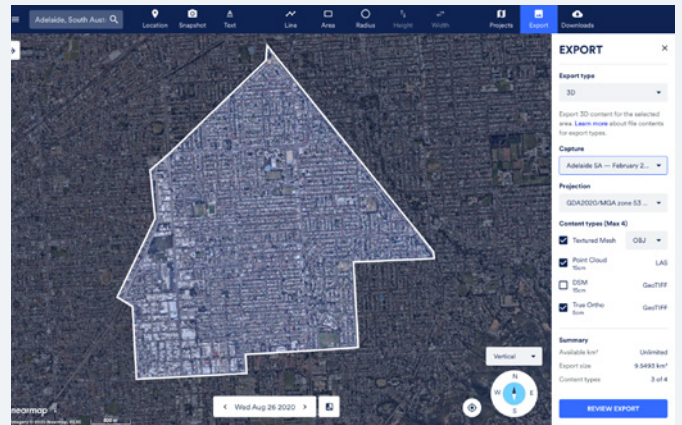 Adelaide, South Aust
Location
Snapshot
Text
Line
Area
Radius
Height
Width
Projects
Export
Downloads
EXPORT
Export type
3D
Export 3D content for the selected
area. Learn more about file contents
for export types.
Capture
Adelaide SA — February 2...
Projection
GDA2020/MGA zone 53 ...
Content types (Max 4)
Textured Mesh OBJ
Point Cloud LAS
15cm
DSM GeoTIFF
15cm
True Ortho GeoTIFF
5cm
Summary
Available km² Unlimited
Export size 9.5493 km²
Content types 3 of 4
REVIEW EXPORT
Vertical
N
W E
S
Wed Aug 26 2020
nearmap